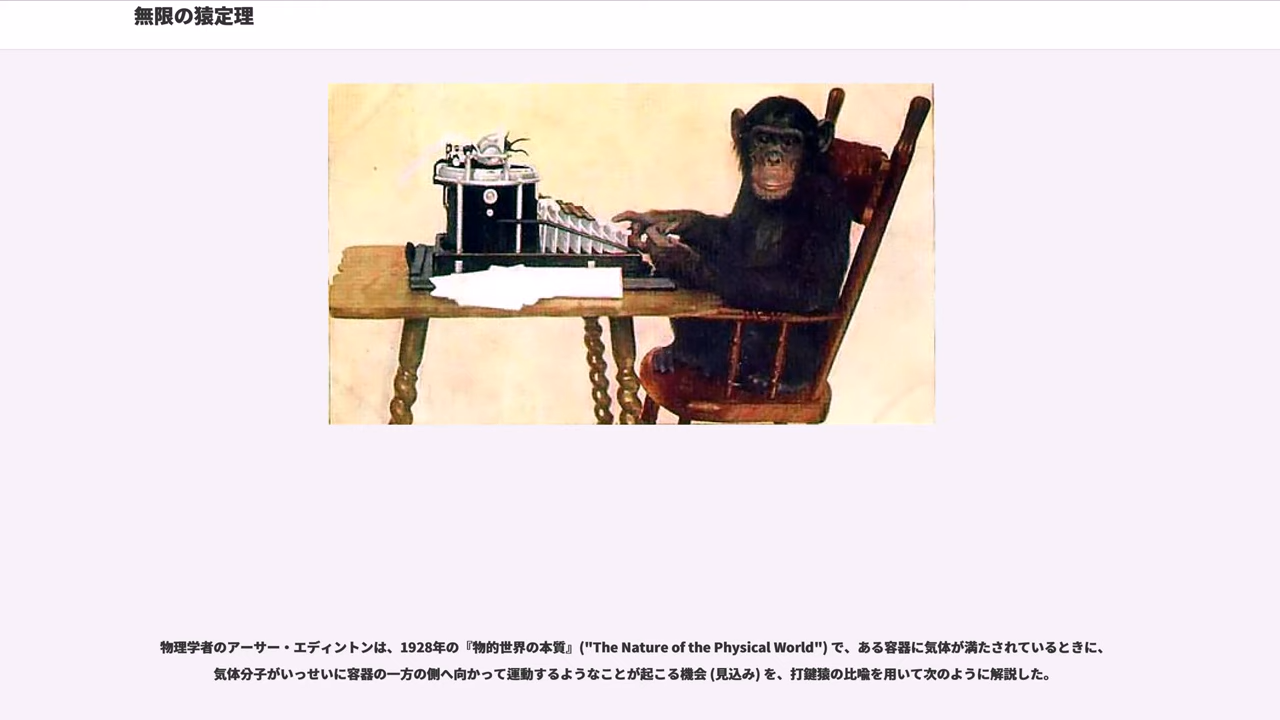 無限の猿定理
物理学者のアーサー・エディントンは、1928年の『物的世界の本質』("The Nature of the Physical World") で、ある容器に気体が満たされているときに、
気体分子がいっせいに容器の一方の側へ向かって運動するようなことが起こる機会 (見込み) を、打鍵猿の比喩を用いて次のように解説した。